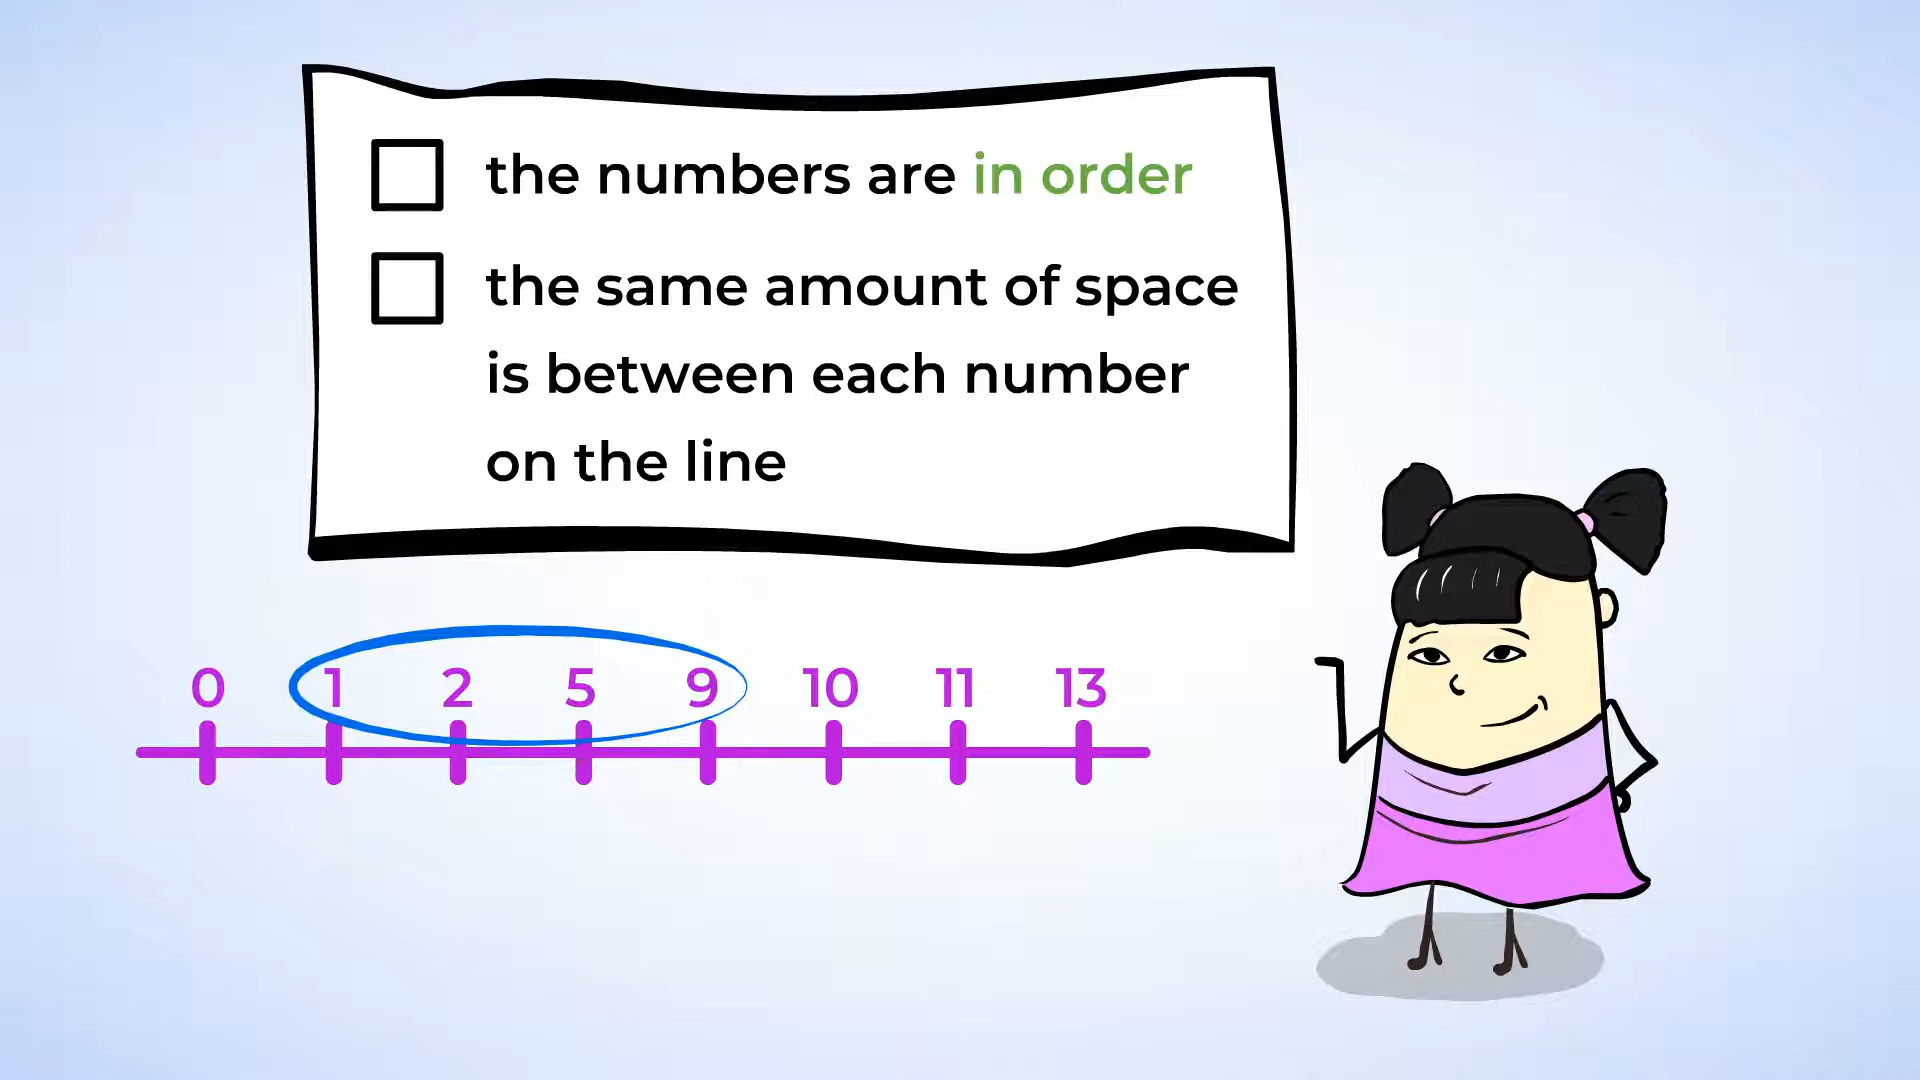 the numbers are in order
the same amount of space
is between each number
on the line
0 1 2 5 9 10 11 13